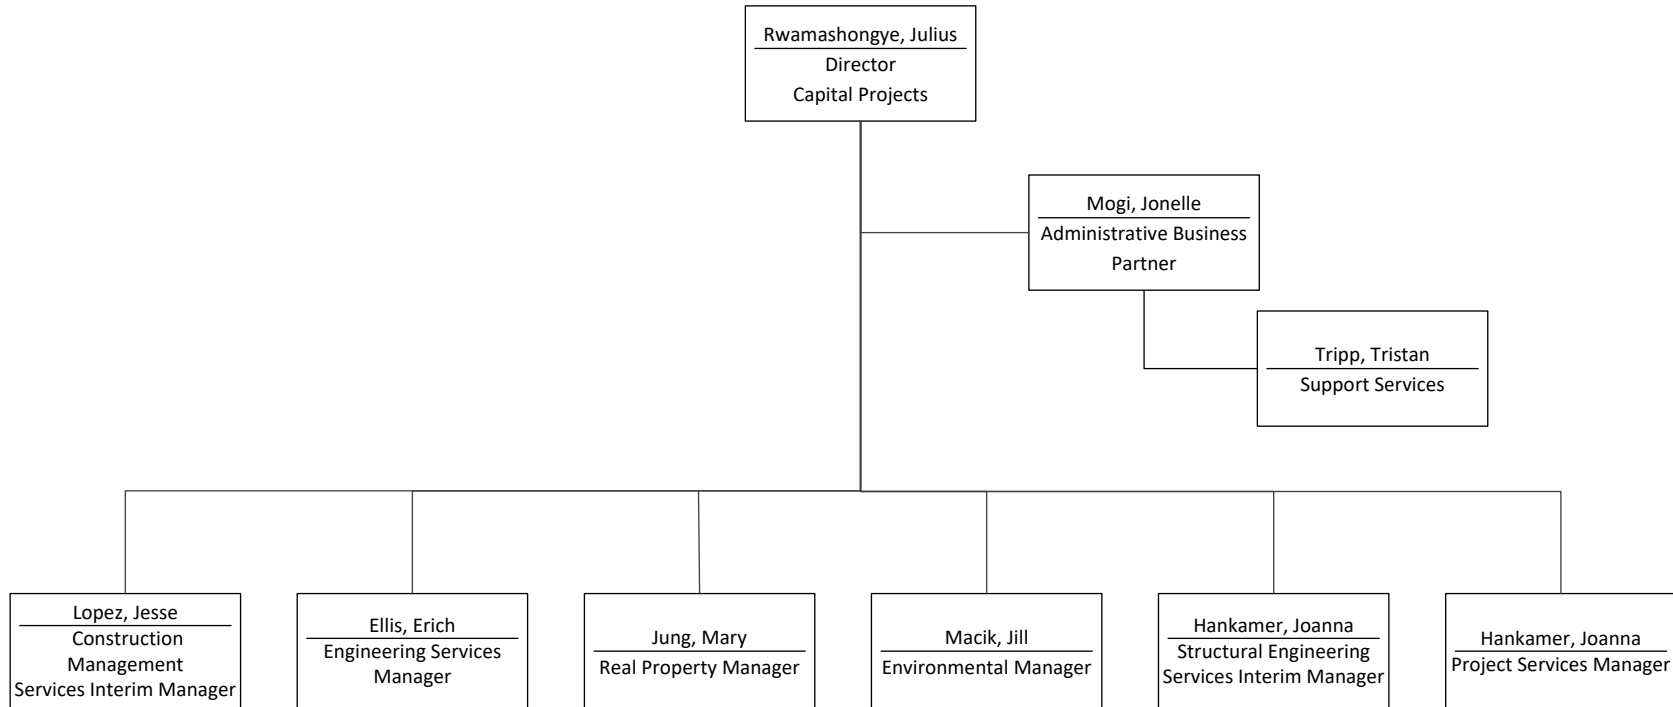 Rwamashongye, Julius
Director
Capital Projects
Mogi, Jonelle
Administrative Business
Partner
Tripp, Tristan
Support Services
Lopez, Jesse
Construction
Management
Services Interim Manager
Ellis, Erich
Engineering Services
Manager
Jung, Mary
Real Property Manager
Macik, Jill
Environmental Manager
Hankamer, Joanna
Structural Engineering
Services Interim Manager
Hankamer, Joanna
Project Services Manager